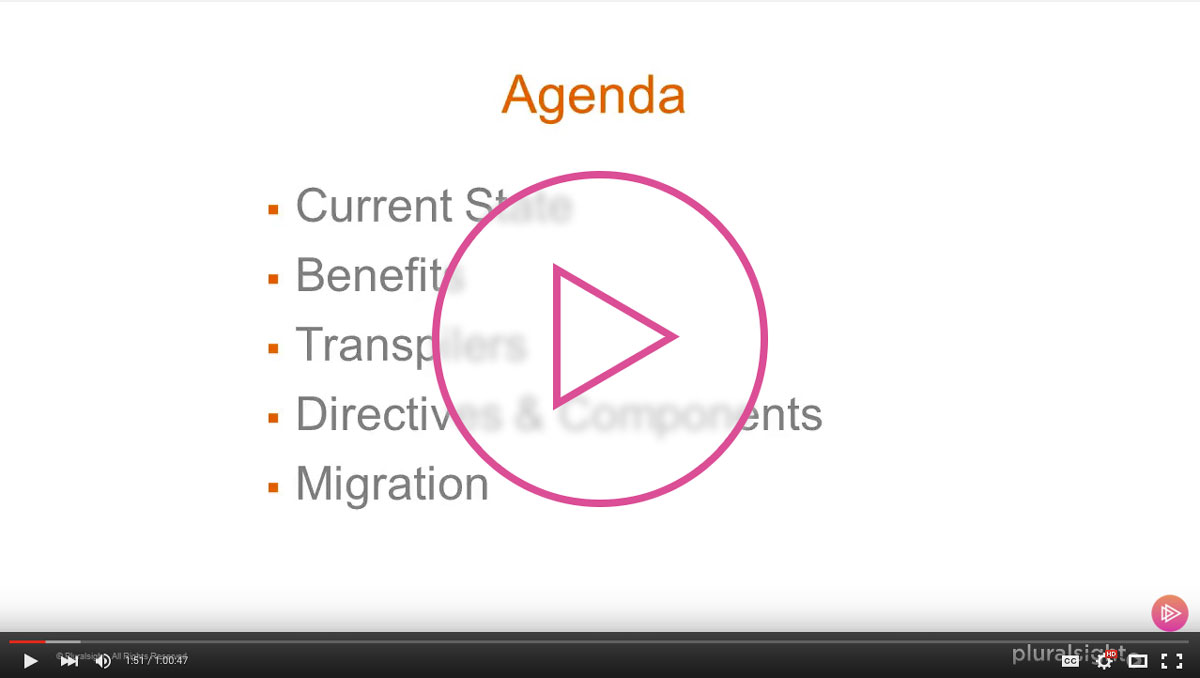 Agenda
▪ Current State
▪ Benefits
▪ Transpilers
▪ Directives & Components
▪ Migration
© Pluralsight. All Rights Reserved
1:51 / 1:00:47
pluralsight
CC
HD